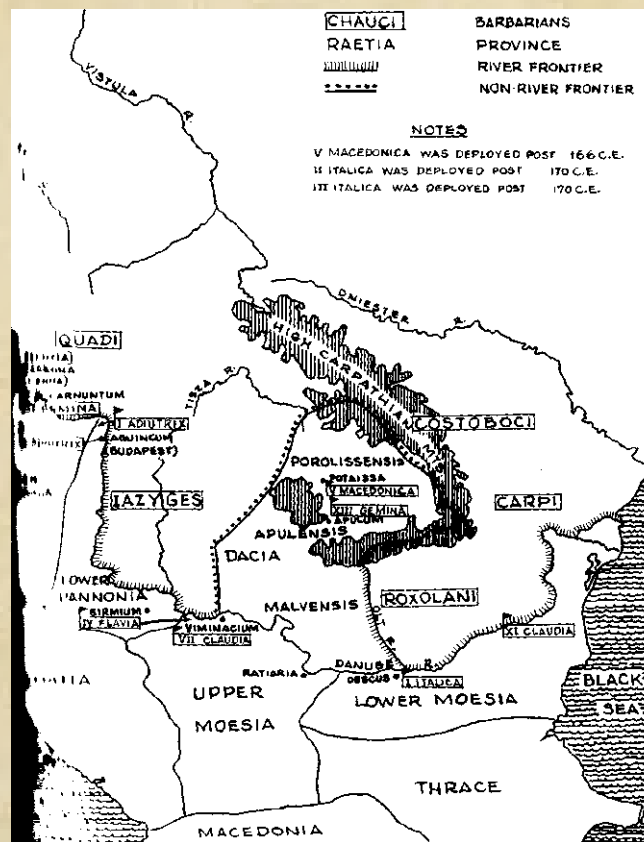 CHAUCI BARBARIANS
RAETIA PROVINCE
RIVER FRONTIER
NON-RIVER FRONTIER
NOTES
V MACEDONICA WAS DEPLOYED POST 166 C.E.
II ITALICA WAS DEPLOYED POST 170 C.E.
III ITALICA WAS DEPLOYED POST 170 C.E.
VISTULA R.
DNIESTER R.
HIGH CARPATHIAN MTS
QUADI
TISKA R.
COSTOBOCI
CARNUNTUM
I ADIUTRIX
AQUINCUM
(BUDAPEST)
POROLISSENSIS
POTAISSA
V MACEDONICA
IAZYGES
XIII GEMINA
CARPI
APULUM
APULENSIS
DACIA
LOWER
PANNONIA
ROXOLANI
MALVENSIS
OLT R.
SIRMIUM
IV FLAVIA
VIMINACIUM
VII CLAUDIA
XI CLAUDIA
RATIARIA
DANUBE R.
OESCUS
I. ITALICA
BLACK
SEA
UPPER
MOESIA
LOWER MOESIA
THRACE
MACEDONIA